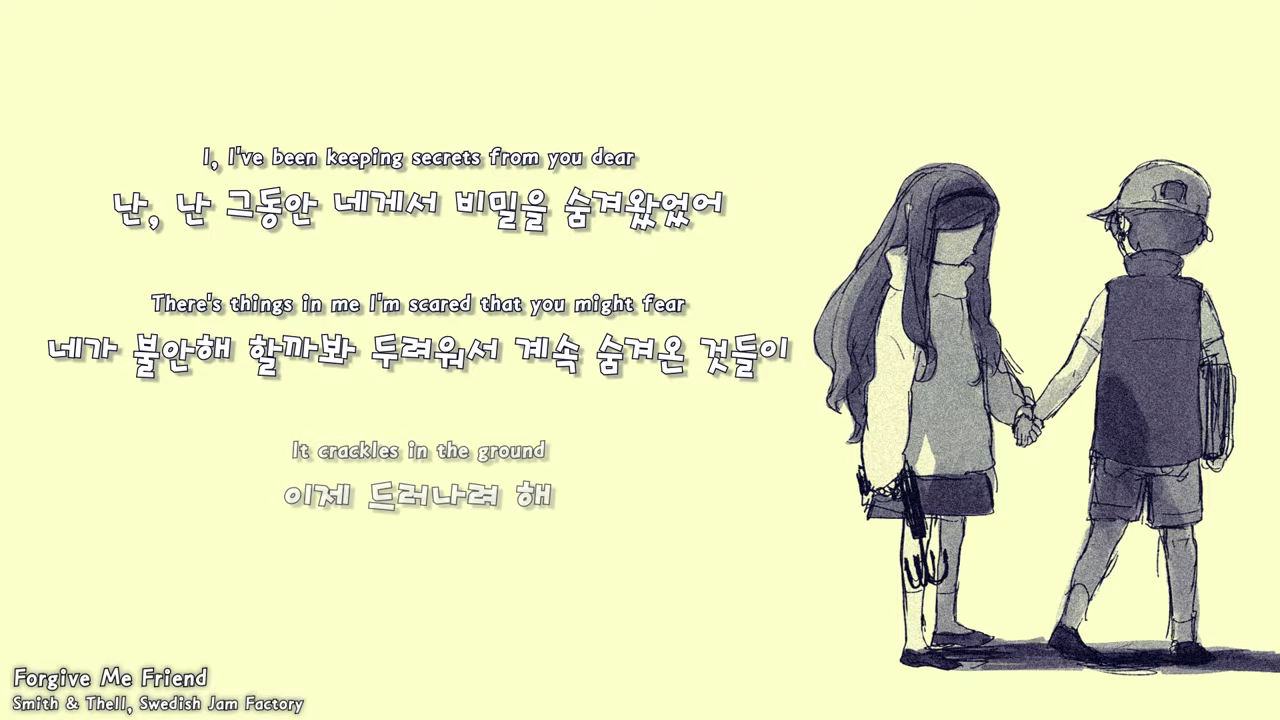 I, I've been keeping secrets from you dear
난, 난 그동안 네게서 비밀을 숨겨왔었어
There's things in me I'm scared that you might fear
네가 불안해 할까봐 두려워서 계속 숨겨온 것들이
It crackles in the ground
이제 드러나려 해
Forgive Me Friend
Smith & Thell, Swedish Jam Factory